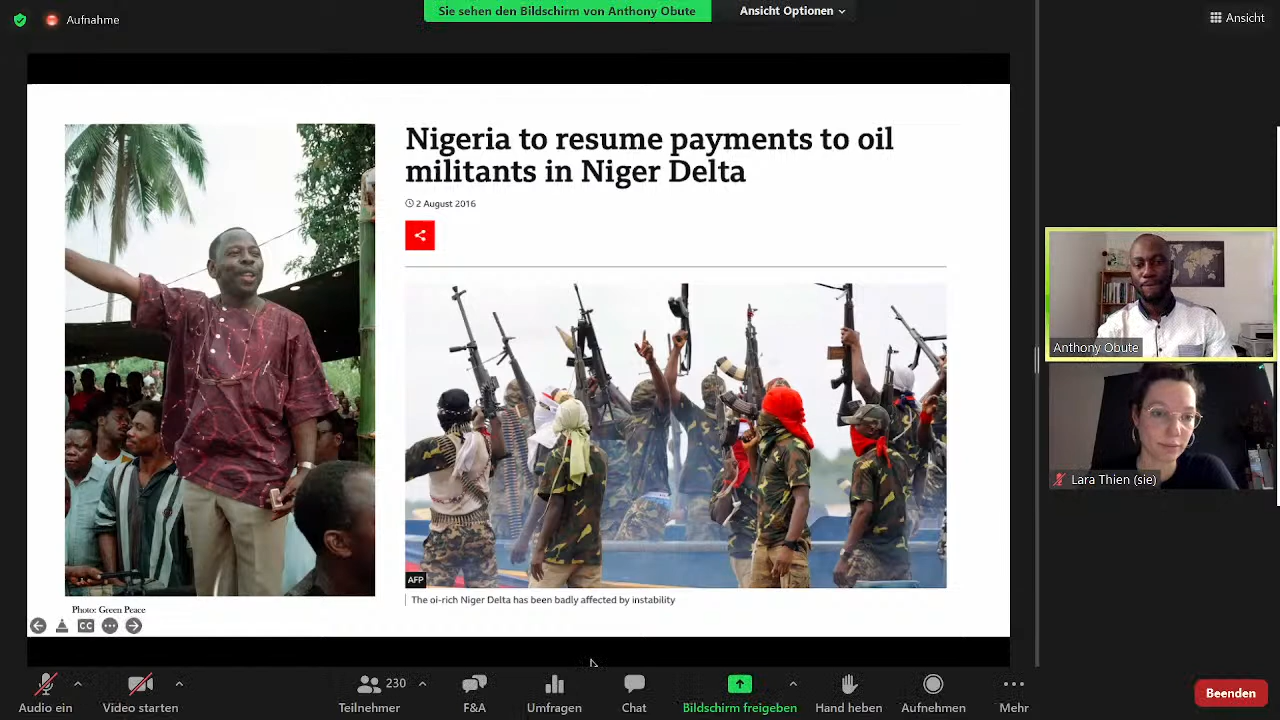 Aufnahme
Sie sehen den Bildschirm von Anthony Obute
Ansicht Optionen
Ansicht
Nigeria to resume payments to oil
militants in Niger Delta
2 August 2016
AFP
The oi-rich Niger Delta has been badly affected by instability
Photo: Green Peace
CC
Anthony Obute
Lara Thien (sie)
Audio ein
Video starten
230
Teilnehmer
F&A
Umfragen
Chat
Bildschirm freigeben
Hand heben
Aufnehmen
Mehr
Beenden